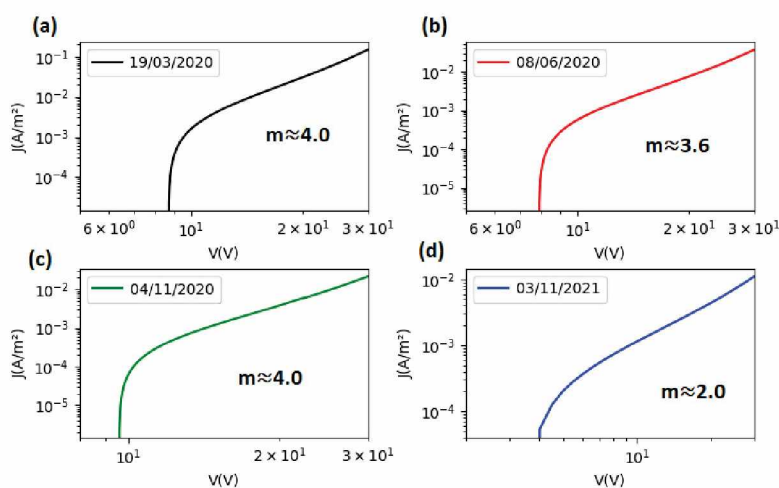 (a)
19/03/2020
J(A/m²)
10⁻¹
10⁻²
10⁻³
10⁻⁴
m≈4.0
6 × 10⁰ 10¹ 2 × 10¹ 3 × 10¹
V(V)
(b)
08/06/2020
J(A/m²)
10⁻²
10⁻³
10⁻⁴
10⁻⁵
m≈3.6
6 × 10⁰ 10¹ 2 × 10¹ 3 × 10¹
V(V)
(c)
04/11/2020
J(A/m²)
10⁻²
10⁻³
10⁻⁴
10⁻⁵
m≈4.0
10¹ 2 × 10¹ 3 × 10¹
V(V)
(d)
03/11/2021
J(A/m²)
10⁻²
10⁻³
10⁻⁴
m≈2.0
10¹
V(V)